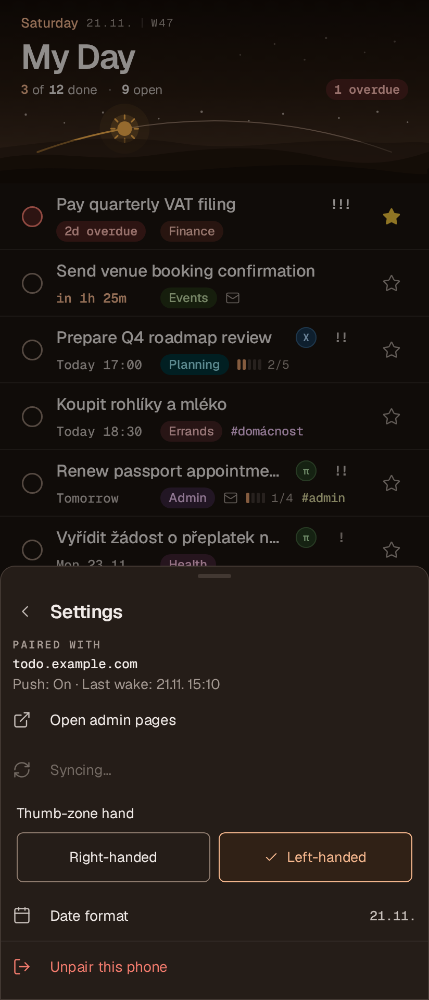 Saturday 21.11. | W47
My Day
3 of 12 done · 9 open
1 overdue
Pay quarterly VAT filing !!!
2d overdue Finance
Send venue booking confirmation
in 1h 25m Events
Prepare Q4 roadmap review X !!
Today 17:00 Planning 2/5
Koupit rohlíky a mléko
Today 18:30 Errands #domácnost
Renew passport appointme… π !!
Tomorrow Admin 1/4 #admin
Vyřídit žádost o přeplatek n… π !
Mon 23.11. Health
Settings
PAIRED WITH
todo.example.com
Push: On · Last wake: 21.11. 15:10
Open admin pages
Syncing…
Thumb-zone hand
Right-handed
Left-handed
Date format 21.11.
Unpair this phone